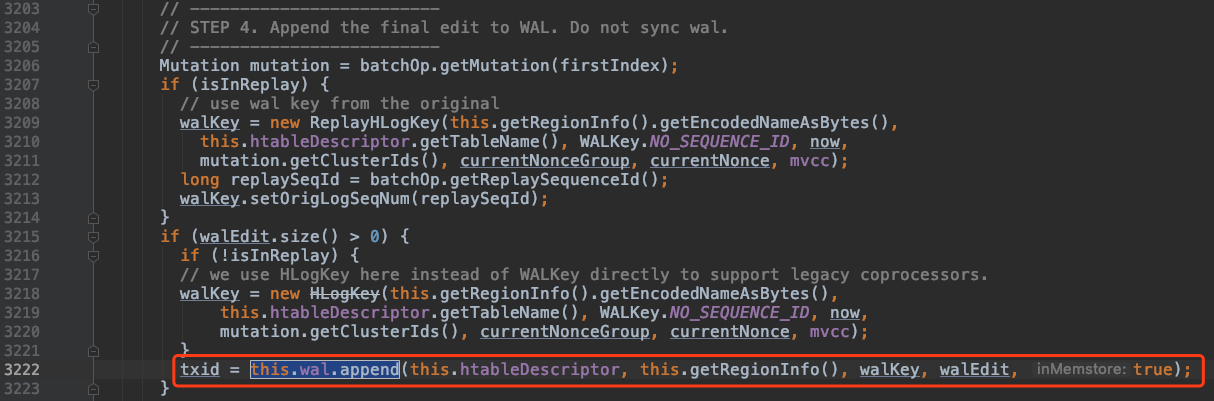 3203 // --------------------------
3204 // STEP 4. Append the final edit to WAL. Do not sync wal.
3205 // --------------------------
3206 Mutation mutation = batchOp.getMutation(firstIndex);
3207 if (isInReplay) {
3208 // use wal key from the original
3209 walKey = new ReplayHLogKey(this.getRegionInfo().getEncodedNameAsBytes(),
3210 this.htableDescriptor.getTableName(), WALKey.NO_SEQUENCE_ID, now,
3211 mutation.getClusterIds(), currentNonceGroup, currentNonce, mvcc);
3212 long replaySeqId = batchOp.getReplaySequenceId();
3213 walKey.setOrigLogSeqNum(replaySeqId);
3214 }
3215 if (walEdit.size() > 0) {
3216 if (!isInReplay) {
3217 // we use HLogKey here instead of WALKey directly to support legacy coprocessors.
3218 walKey = new HLogKey(this.getRegionInfo().getEncodedNameAsBytes(),
3219 this.htableDescriptor.getTableName(), WALKey.NO_SEQUENCE_ID, now,
3220 mutation.getClusterIds(), currentNonceGroup, currentNonce, mvcc);
3221 }
3222 txid = this.wal.append(this.htableDescriptor, this.getRegionInfo(), walKey, walEdit, inMemstore: true);
3223 }